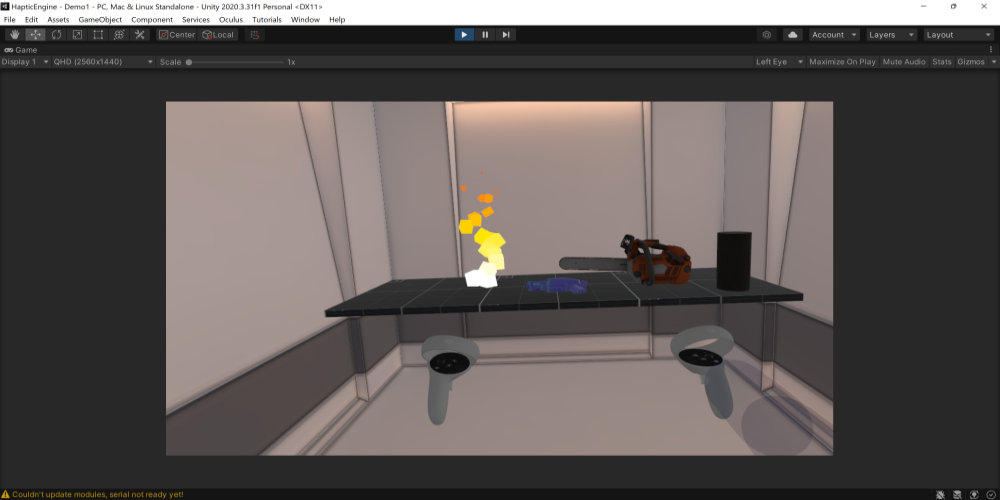 HapticEngine - Demo1 - PC, Mac & Linux Standalone - Unity 2020.3.31f1 Personal <DX11>
File Edit Assets GameObject Component Services Oculus Tutorials Window Help
Center Local Account Layers Layout
Game
Display 1 QHD (2560x1440) Scale 1x Left Eye Maximize On Play Mute Audio Stats Gizmos
Couldn't update modules, serial not ready yet!